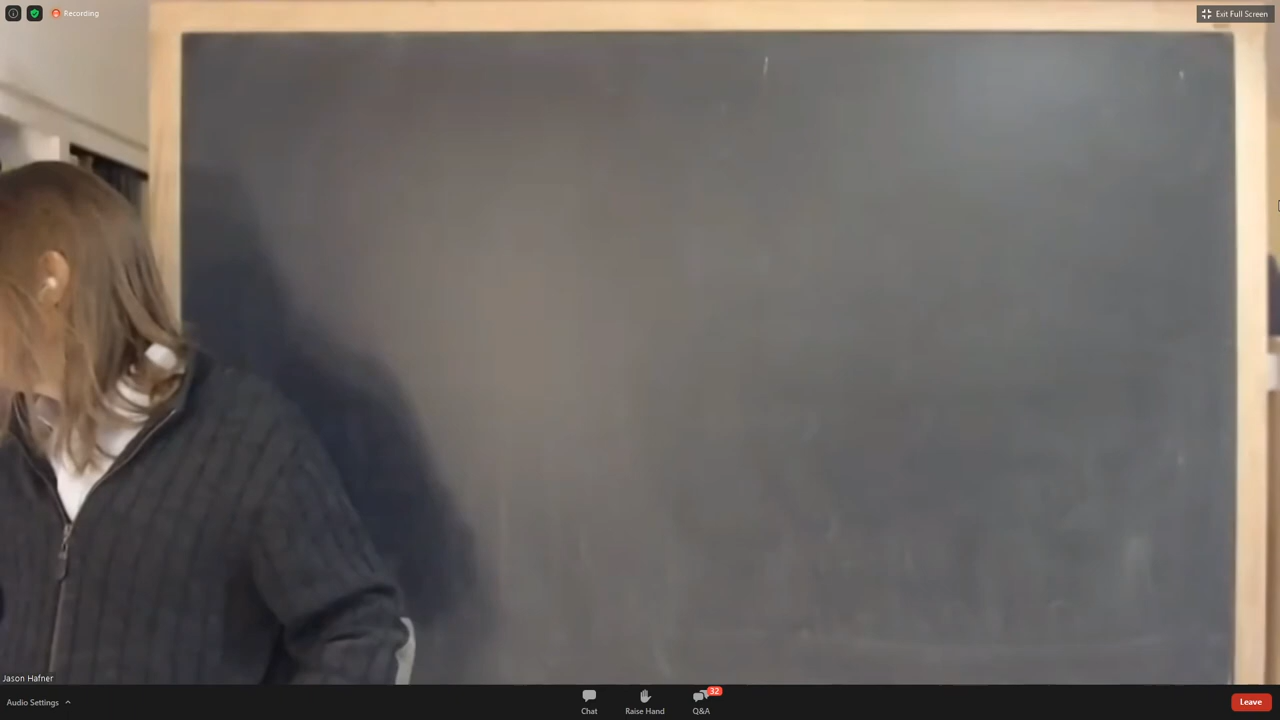 Recording
Exit Full Screen
Jason Hafner
Audio Settings
Chat
Raise Hand
32
Q&A
Leave